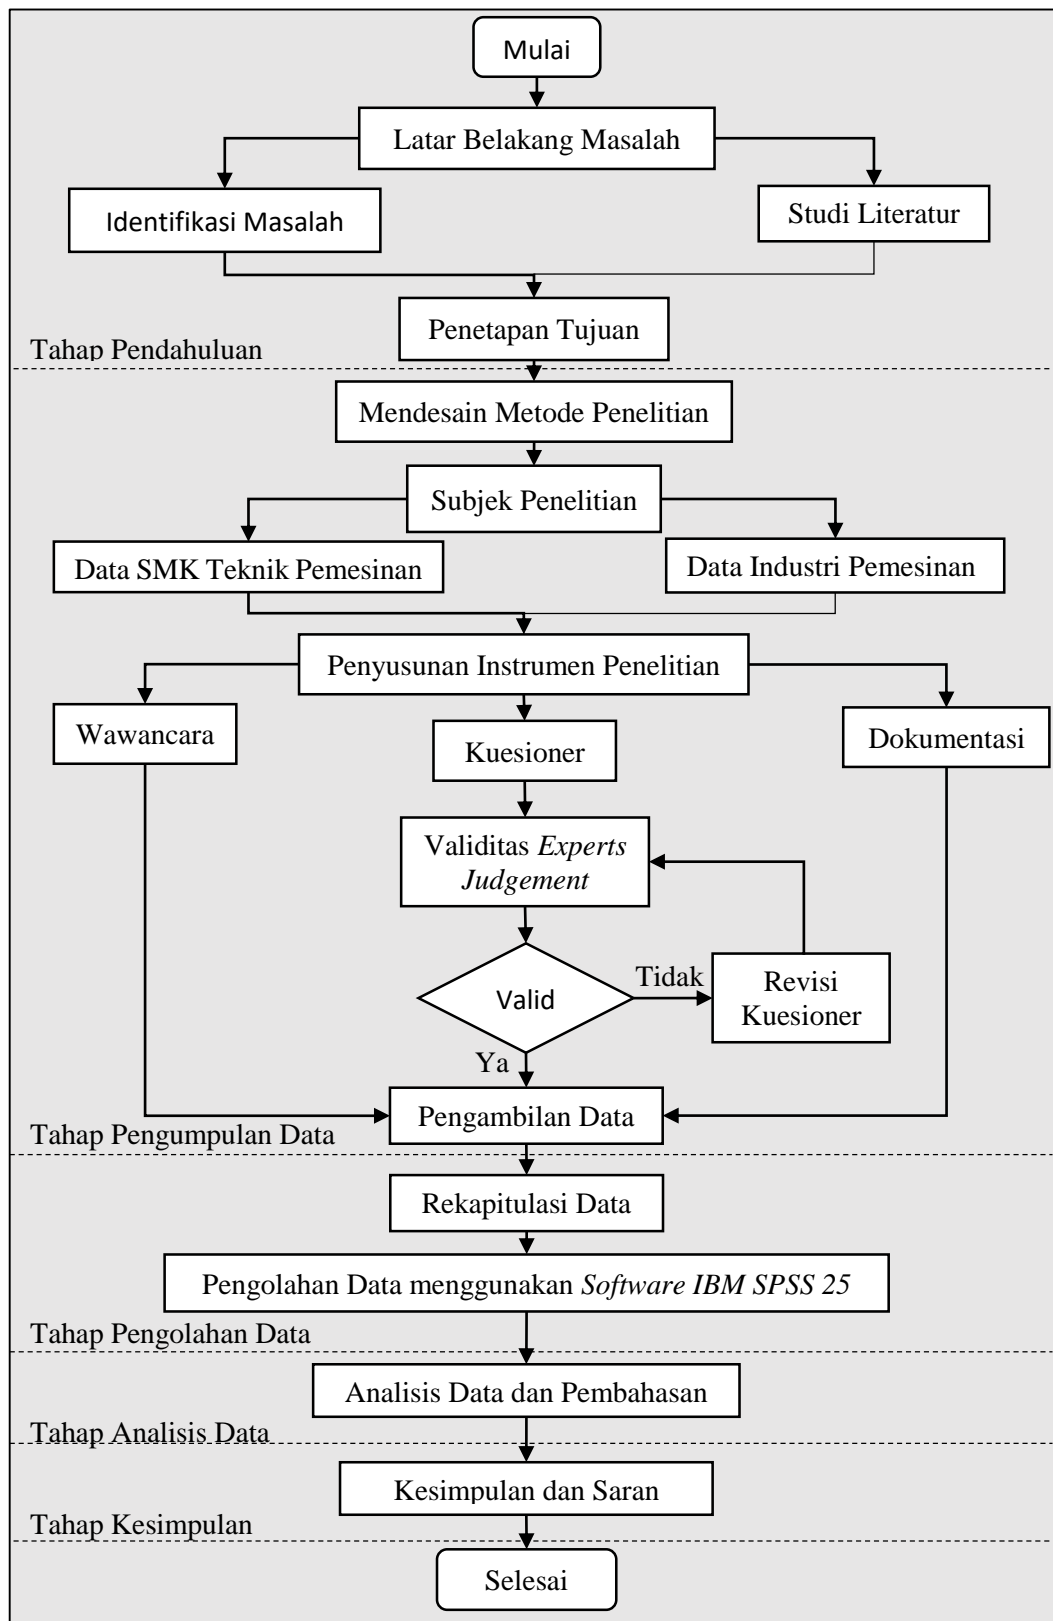 Mulai
Latar Belakang Masalah
Identifikasi Masalah
Studi Literatur
Penetapan Tujuan
Tahap Pendahuluan
Mendesain Metode Penelitian
Subjek Penelitian
Data SMK Teknik Pemesinan
Data Industri Pemesinan
Penyusunan Instrumen Penelitian
Wawancara
Kuesioner
Dokumentasi
Validitas Experts
Judgement
Valid
Tidak
Revisi
Kuesioner
Ya
Pengambilan Data
Tahap Pengumpulan Data
Rekapitulasi Data
Pengolahan Data menggunakan Software IBM SPSS 25
Tahap Pengolahan Data
Analisis Data dan Pembahasan
Tahap Analisis Data
Kesimpulan dan Saran
Tahap Kesimpulan
Selesai